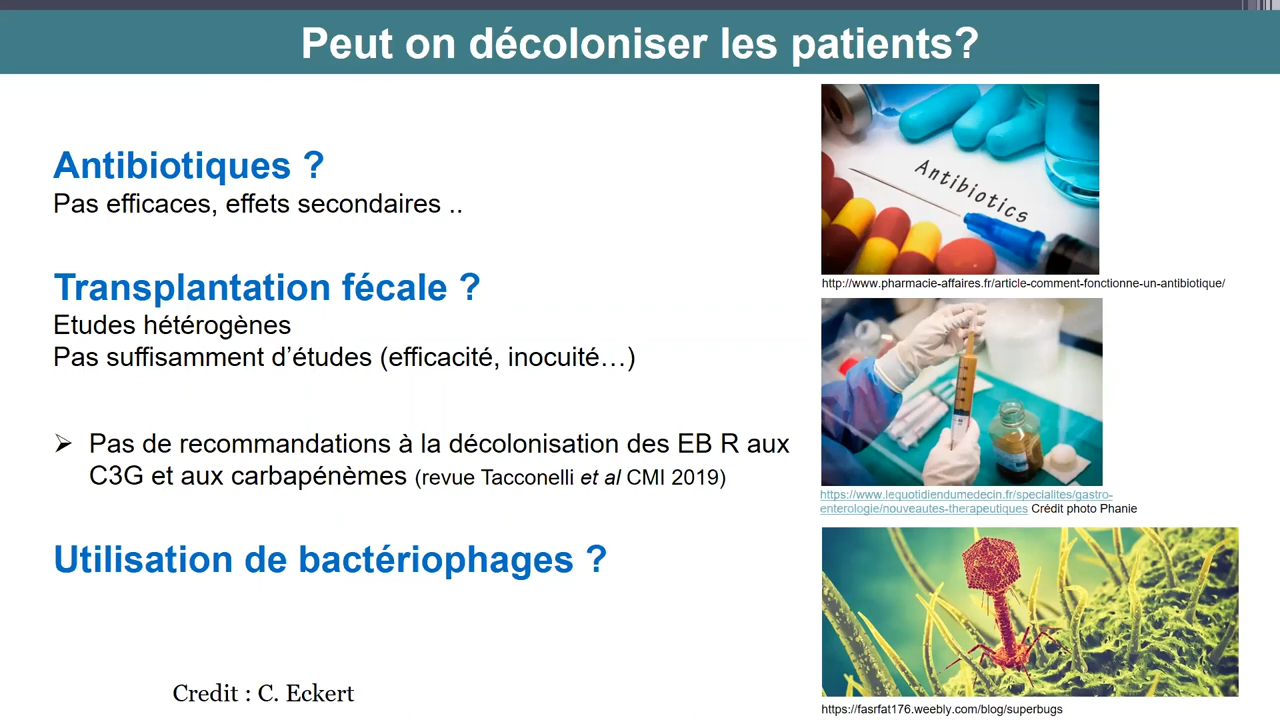 Peut on décoloniser les patients?
Antibiotiques ?
Pas efficaces, effets secondaires ..
Antibiotics
http://www.pharmacie-affaires.fr/article-comment-fonctionne-un-antibiotique/
Transplantation fécale ?
Etudes hétérogènes
Pas suffisamment d’études (efficacité, inocuité…)
➢ Pas de recommandations à la décolonisation des EB R aux
C3G et aux carbapénèmes (revue Tacconelli et al CMI 2019)
https://www.lequotidiendumedecin.fr/specialites/gastro-
enterologie/nouveautes-therapeutiques Crédit photo Phanie
Utilisation de bactériophages ?
Credit : C. Eckert
https://fasrfat176.weebly.com/blog/superbugs